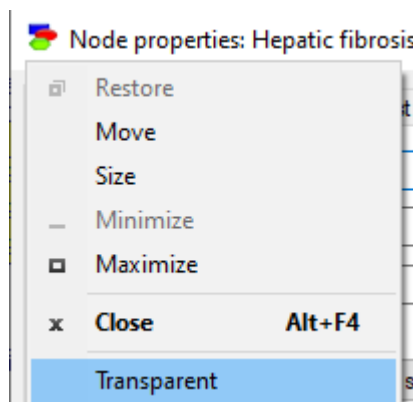 Node properties: Hepatic fibrosis
Restore
Move
Size
Minimize
Maximize
x Close Alt+F4
Transparent